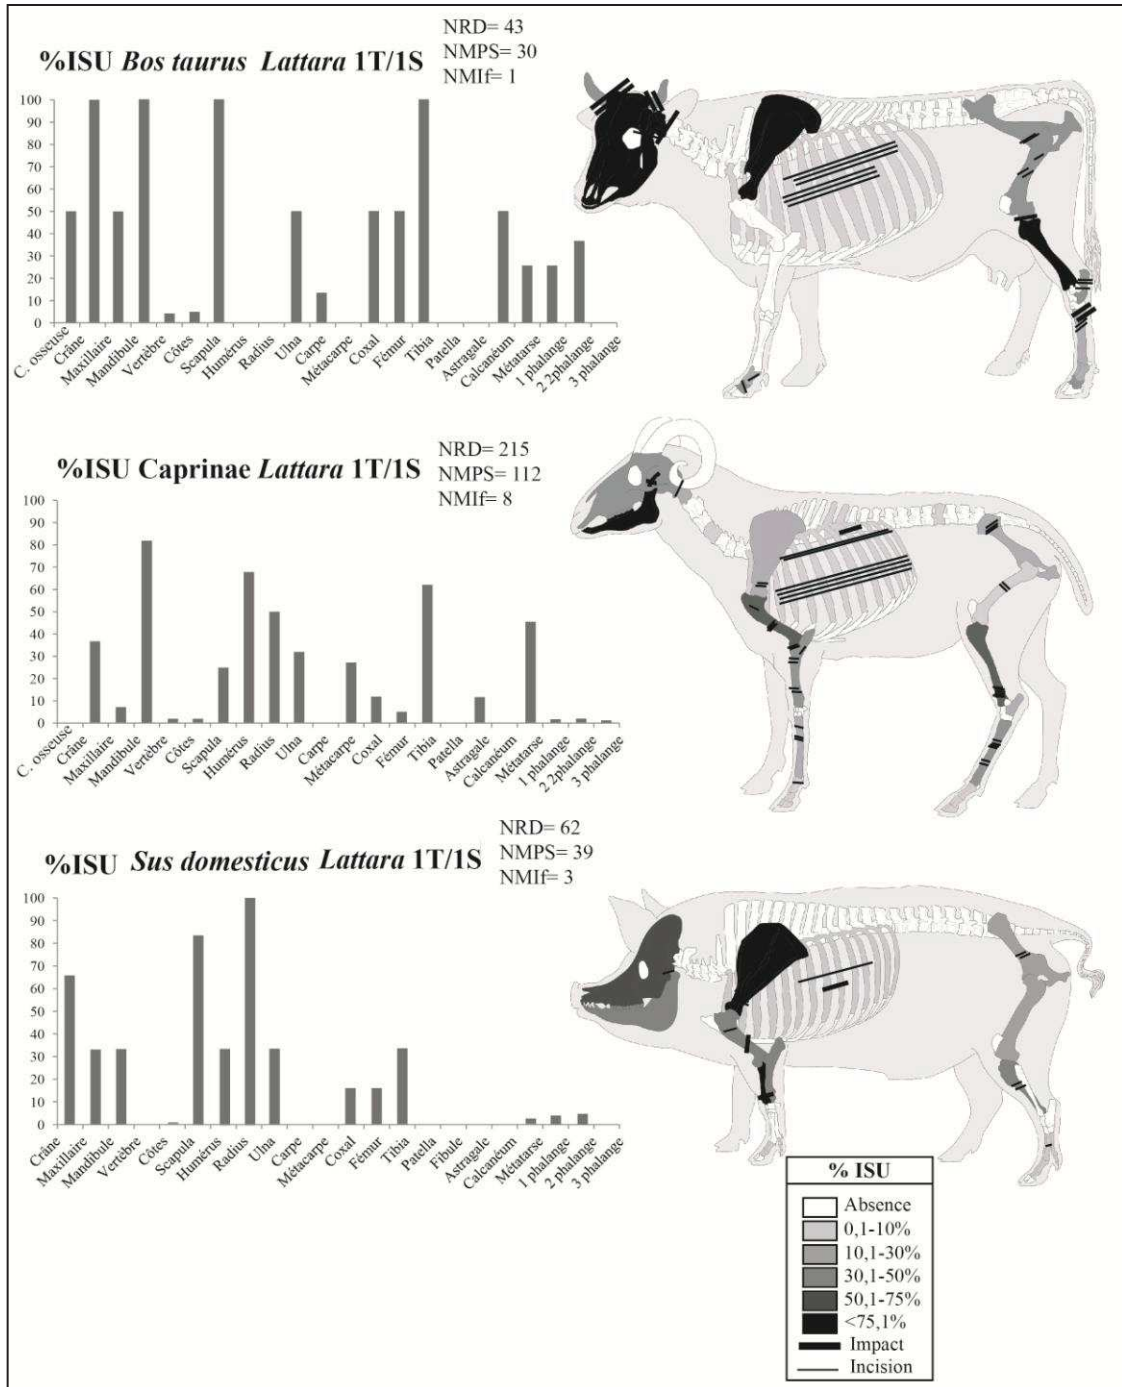 %ISU Bos taurus Lattara 1T/1S
NRD= 43
NMPS= 30
NMIf= 1
100
90
80
70
60
50
40
30
20
10
0
C. osseuse
Crâne
Maxillaire
Mandibule
Vertèbre
Côtes
Scapula
Humérus
Radius
Ulna
Carpe
Métacarpe
Coxal
Fémur
Tibia
Patella
Astragale
Calcanéum
Métatarse
1 phalange
2 2phalange
3 phalange
%ISU Caprinae Lattara 1T/1S
NRD= 215
NMPS= 112
NMIf= 8
100
90
80
70
60
50
40
30
20
10
0
C. osseuse
Crâne
Maxillaire
Mandibule
Vertèbre
Côtes
Scapula
Humérus
Radius
Ulna
Carpe
Métacarpe
Coxal
Fémur
Tibia
Patella
Astragale
Calcanéum
Métatarse
1 phalange
2 2phalange
3 phalange
%ISU Sus domesticus Lattara 1T/1S
NRD= 62
NMPS= 39
NMIf= 3
100
90
80
70
60
50
40
30
20
10
0
Crâne
Maxillaire
Mandibule
Vertèbre
Côtes
Scapula
Humérus
Radius
Ulna
Carpe
Métacarpe
Coxal
Fémur
Tibia
Patella
Fibule
Astragale
Calcanéum
Métatarse
1 phalange
2 phalange
3 phalange
% ISU
Absence
0,1-10%
10,1-30%
30,1-50%
50,1-75%
<75,1%
Impact
Incision